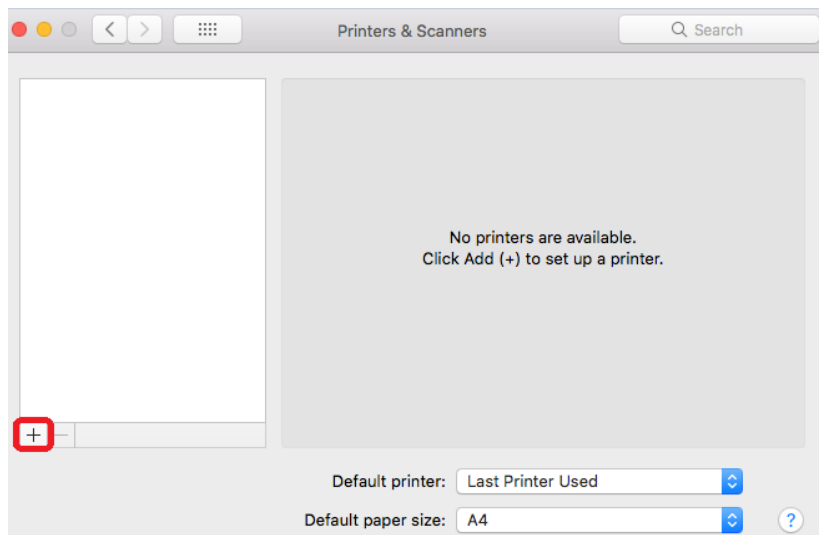 Printers & Scanners
Search
No printers are available.
Click Add (+) to set up a printer.
+ −
Default printer: Last Printer Used
Default paper size: A4
?